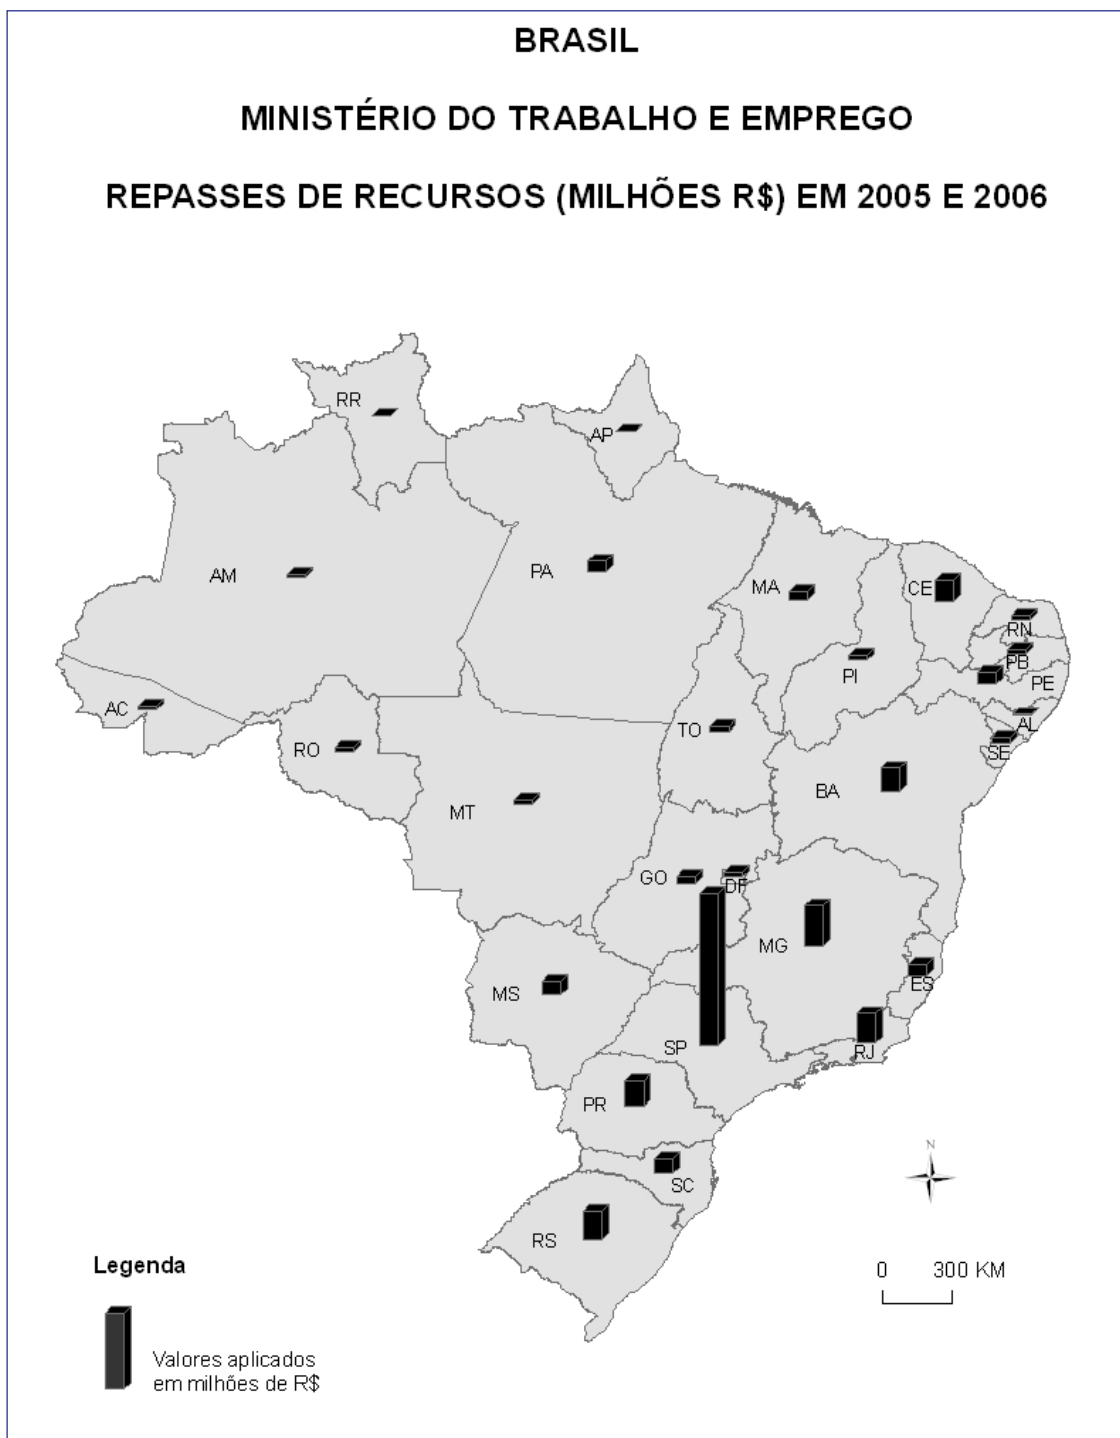 BRASIL
MINISTÉRIO DO TRABALHO E EMPREGO
REPASSES DE RECURSOS (MILHÕES R$) EM 2005 E 2006
RR
AP
AM
PA
MA
CE
RN
PB
PI
PE
AC
AL
TO
RO
SE
BA
MT
GO
DF
MG
ES
MS
SP
RJ
PR
N
SC
RS
Legenda
0 300 KM
Valores aplicados
em milhões de R$